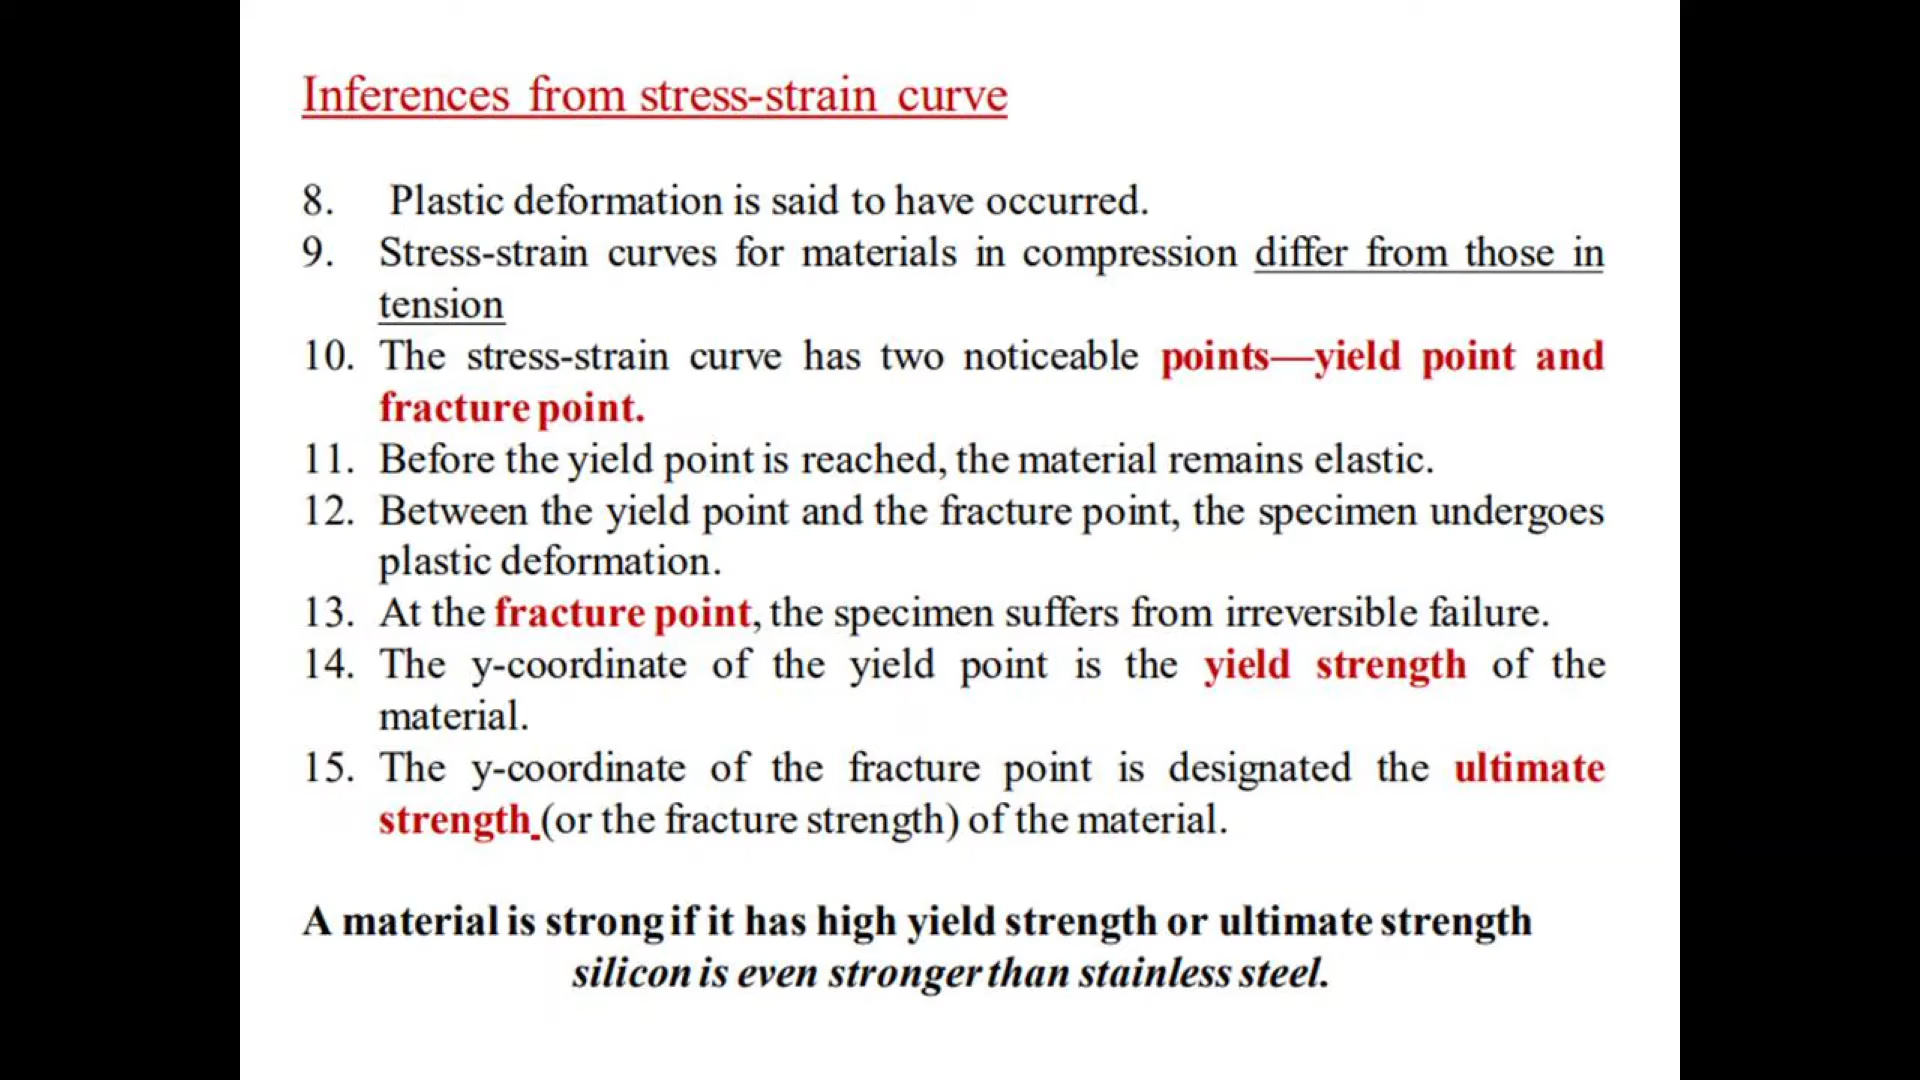 Inferences from stress-strain curve
8. Plastic deformation is said to have occurred.
9. Stress-strain curves for materials in compression differ from those in
tension
10. The stress-strain curve has two noticeable points—yield point and
fracture point.
11. Before the yield point is reached, the material remains elastic.
12. Between the yield point and the fracture point, the specimen undergoes
plastic deformation.
13. At the fracture point, the specimen suffers from irreversible failure.
14. The y-coordinate of the yield point is the yield strength of the
material.
15. The y-coordinate of the fracture point is designated the ultimate
strength (or the fracture strength) of the material.
A material is strong if it has high yield strength or ultimate strength
silicon is even stronger than stainless steel.